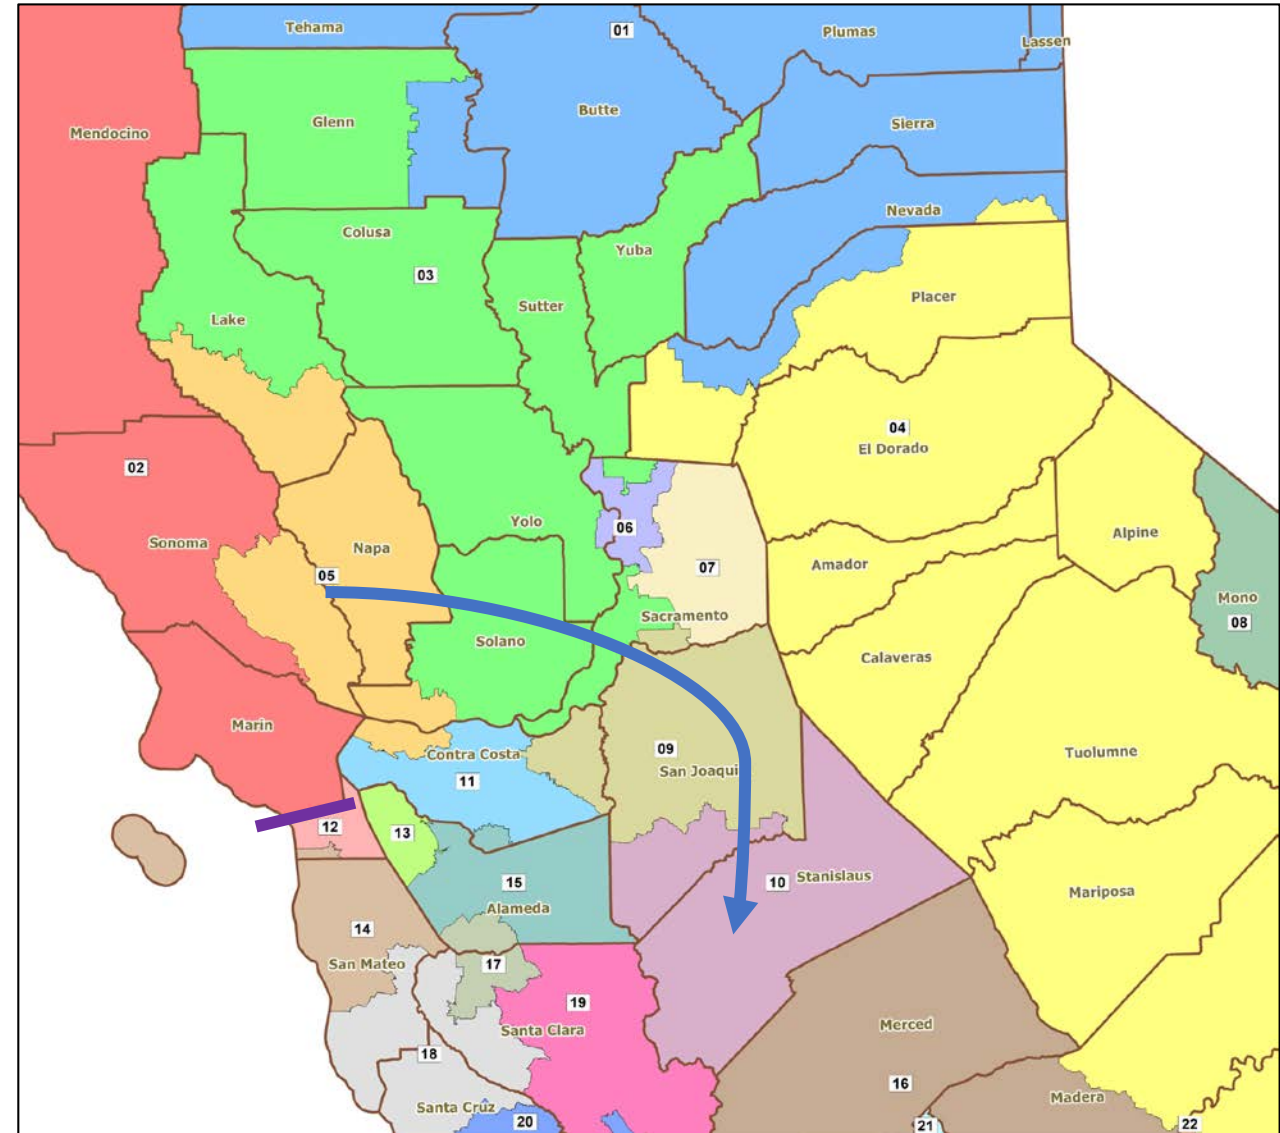 Tehama
01
Plumas
Lassen
Mendocino
Glenn
Butte
Sierra
Nevada
Colusa
Yuba
03
Placer
Sutter
Lake
04
El Dorado
02
Yolo
06
Alpine
Sonoma
Napa
Amador
07
05
Mono
08
Sacramento
Solano
Calaveras
Marin
09
Contra Costa
11
San Joaqui
Tuolumne
12
13
15
10
Stanislaus
Mariposa
Alameda
14
San Mateo
17
19
Merced
Santa Clara
18
16
Madera
Santa Cruz
20
21
22